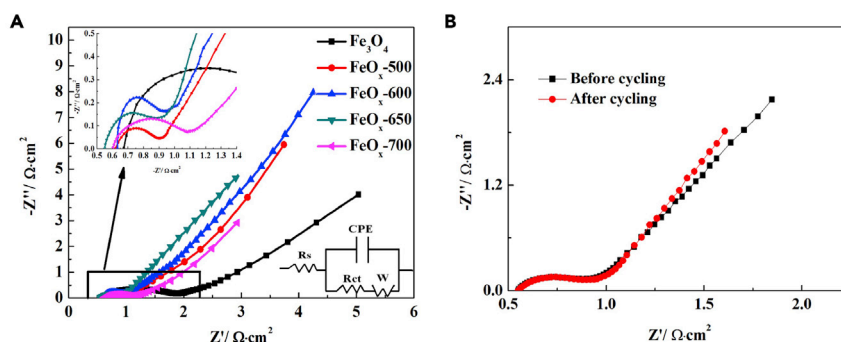 A
B
10
9
8
7
6
5
4
3
2
1
0
-Z''/ Ω·cm²
0 1 2 3 4 5 6
Z'/ Ω·cm²
0.5
0.4
0.3
0.2
0.1
0.0
-Z''/ Ω·cm²
0.5 0.6 0.7 0.8 0.9 1.0 1.1 1.2 1.3 1.4
-Z'/ Ω·cm²
Fe₃O₄
FeOₓ-500
FeOₓ-600
FeOₓ-650
FeOₓ-700
CPE
Rs
Rct
W
2.4
1.2
0.0
-Z''/ Ω·cm²
0.5 1.0 1.5 2.0
Z'/ Ω·cm²
Before cycling
After cycling